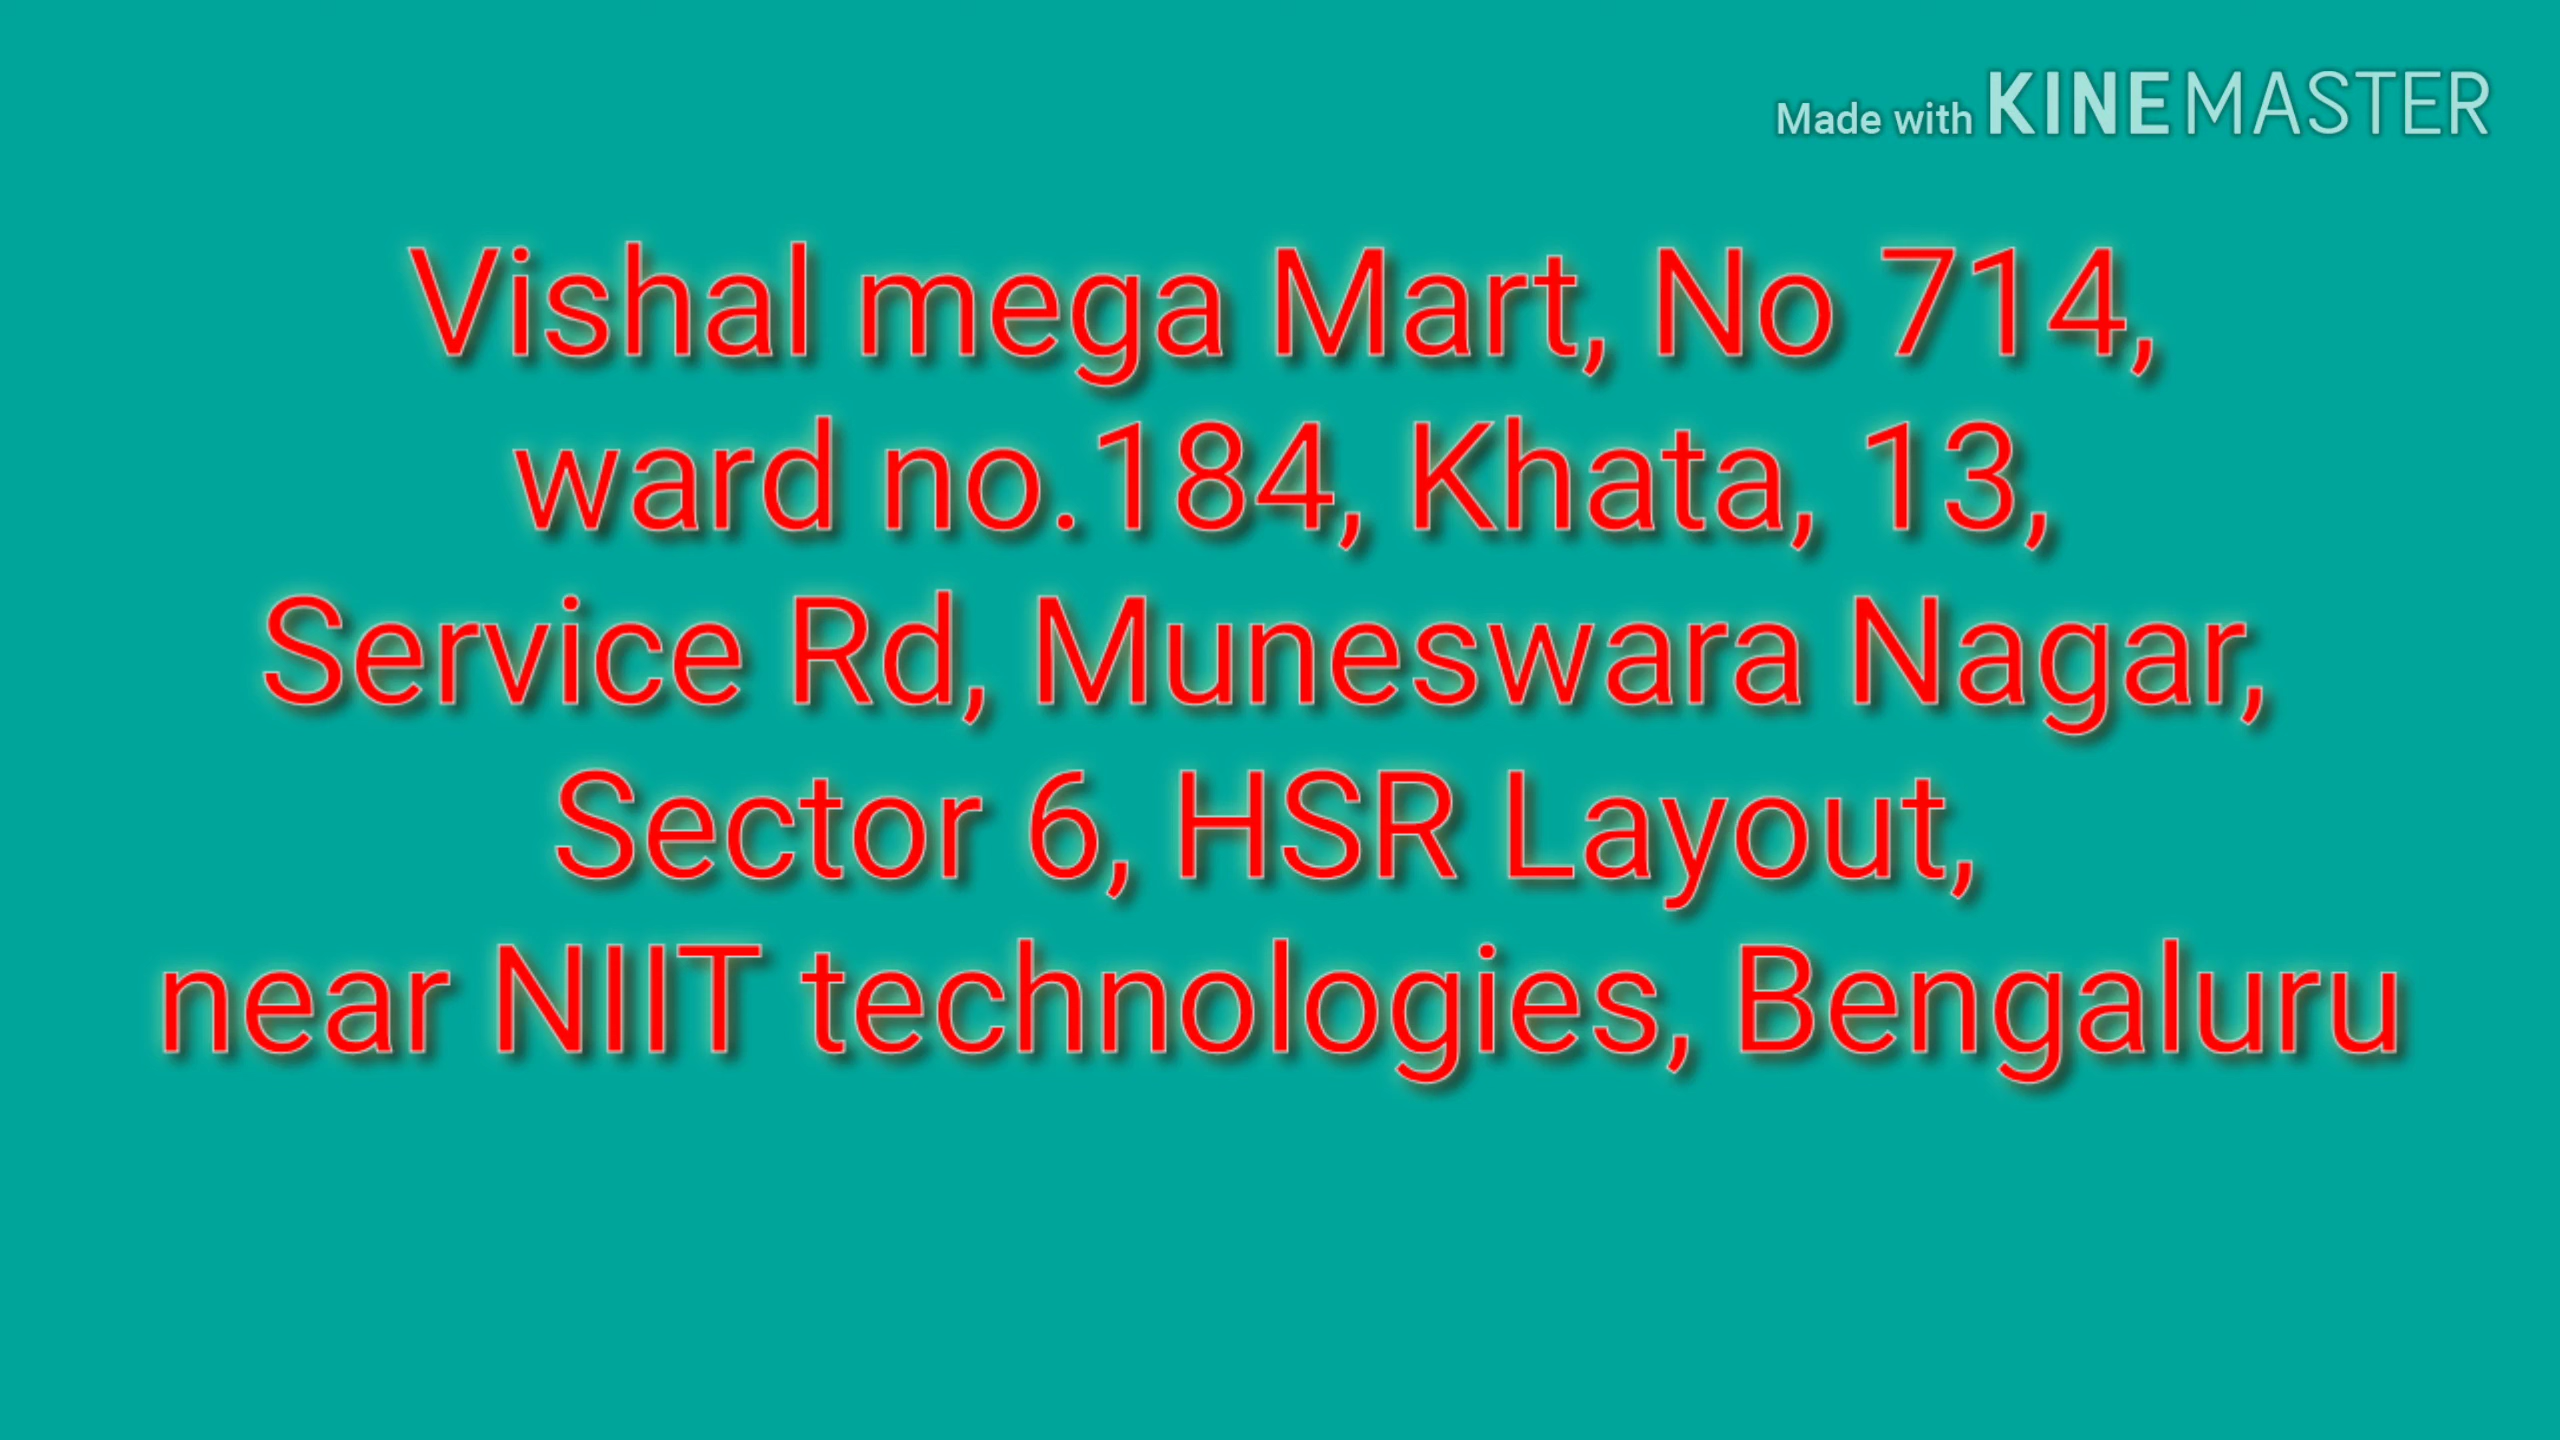 Made with KINEMASTER
Vishal mega Mart, No 714,
ward no.184, Khata, 13,
Service Rd, Muneswara Nagar,
Sector 6, HSR Layout,
near NIIT technologies, Bengaluru